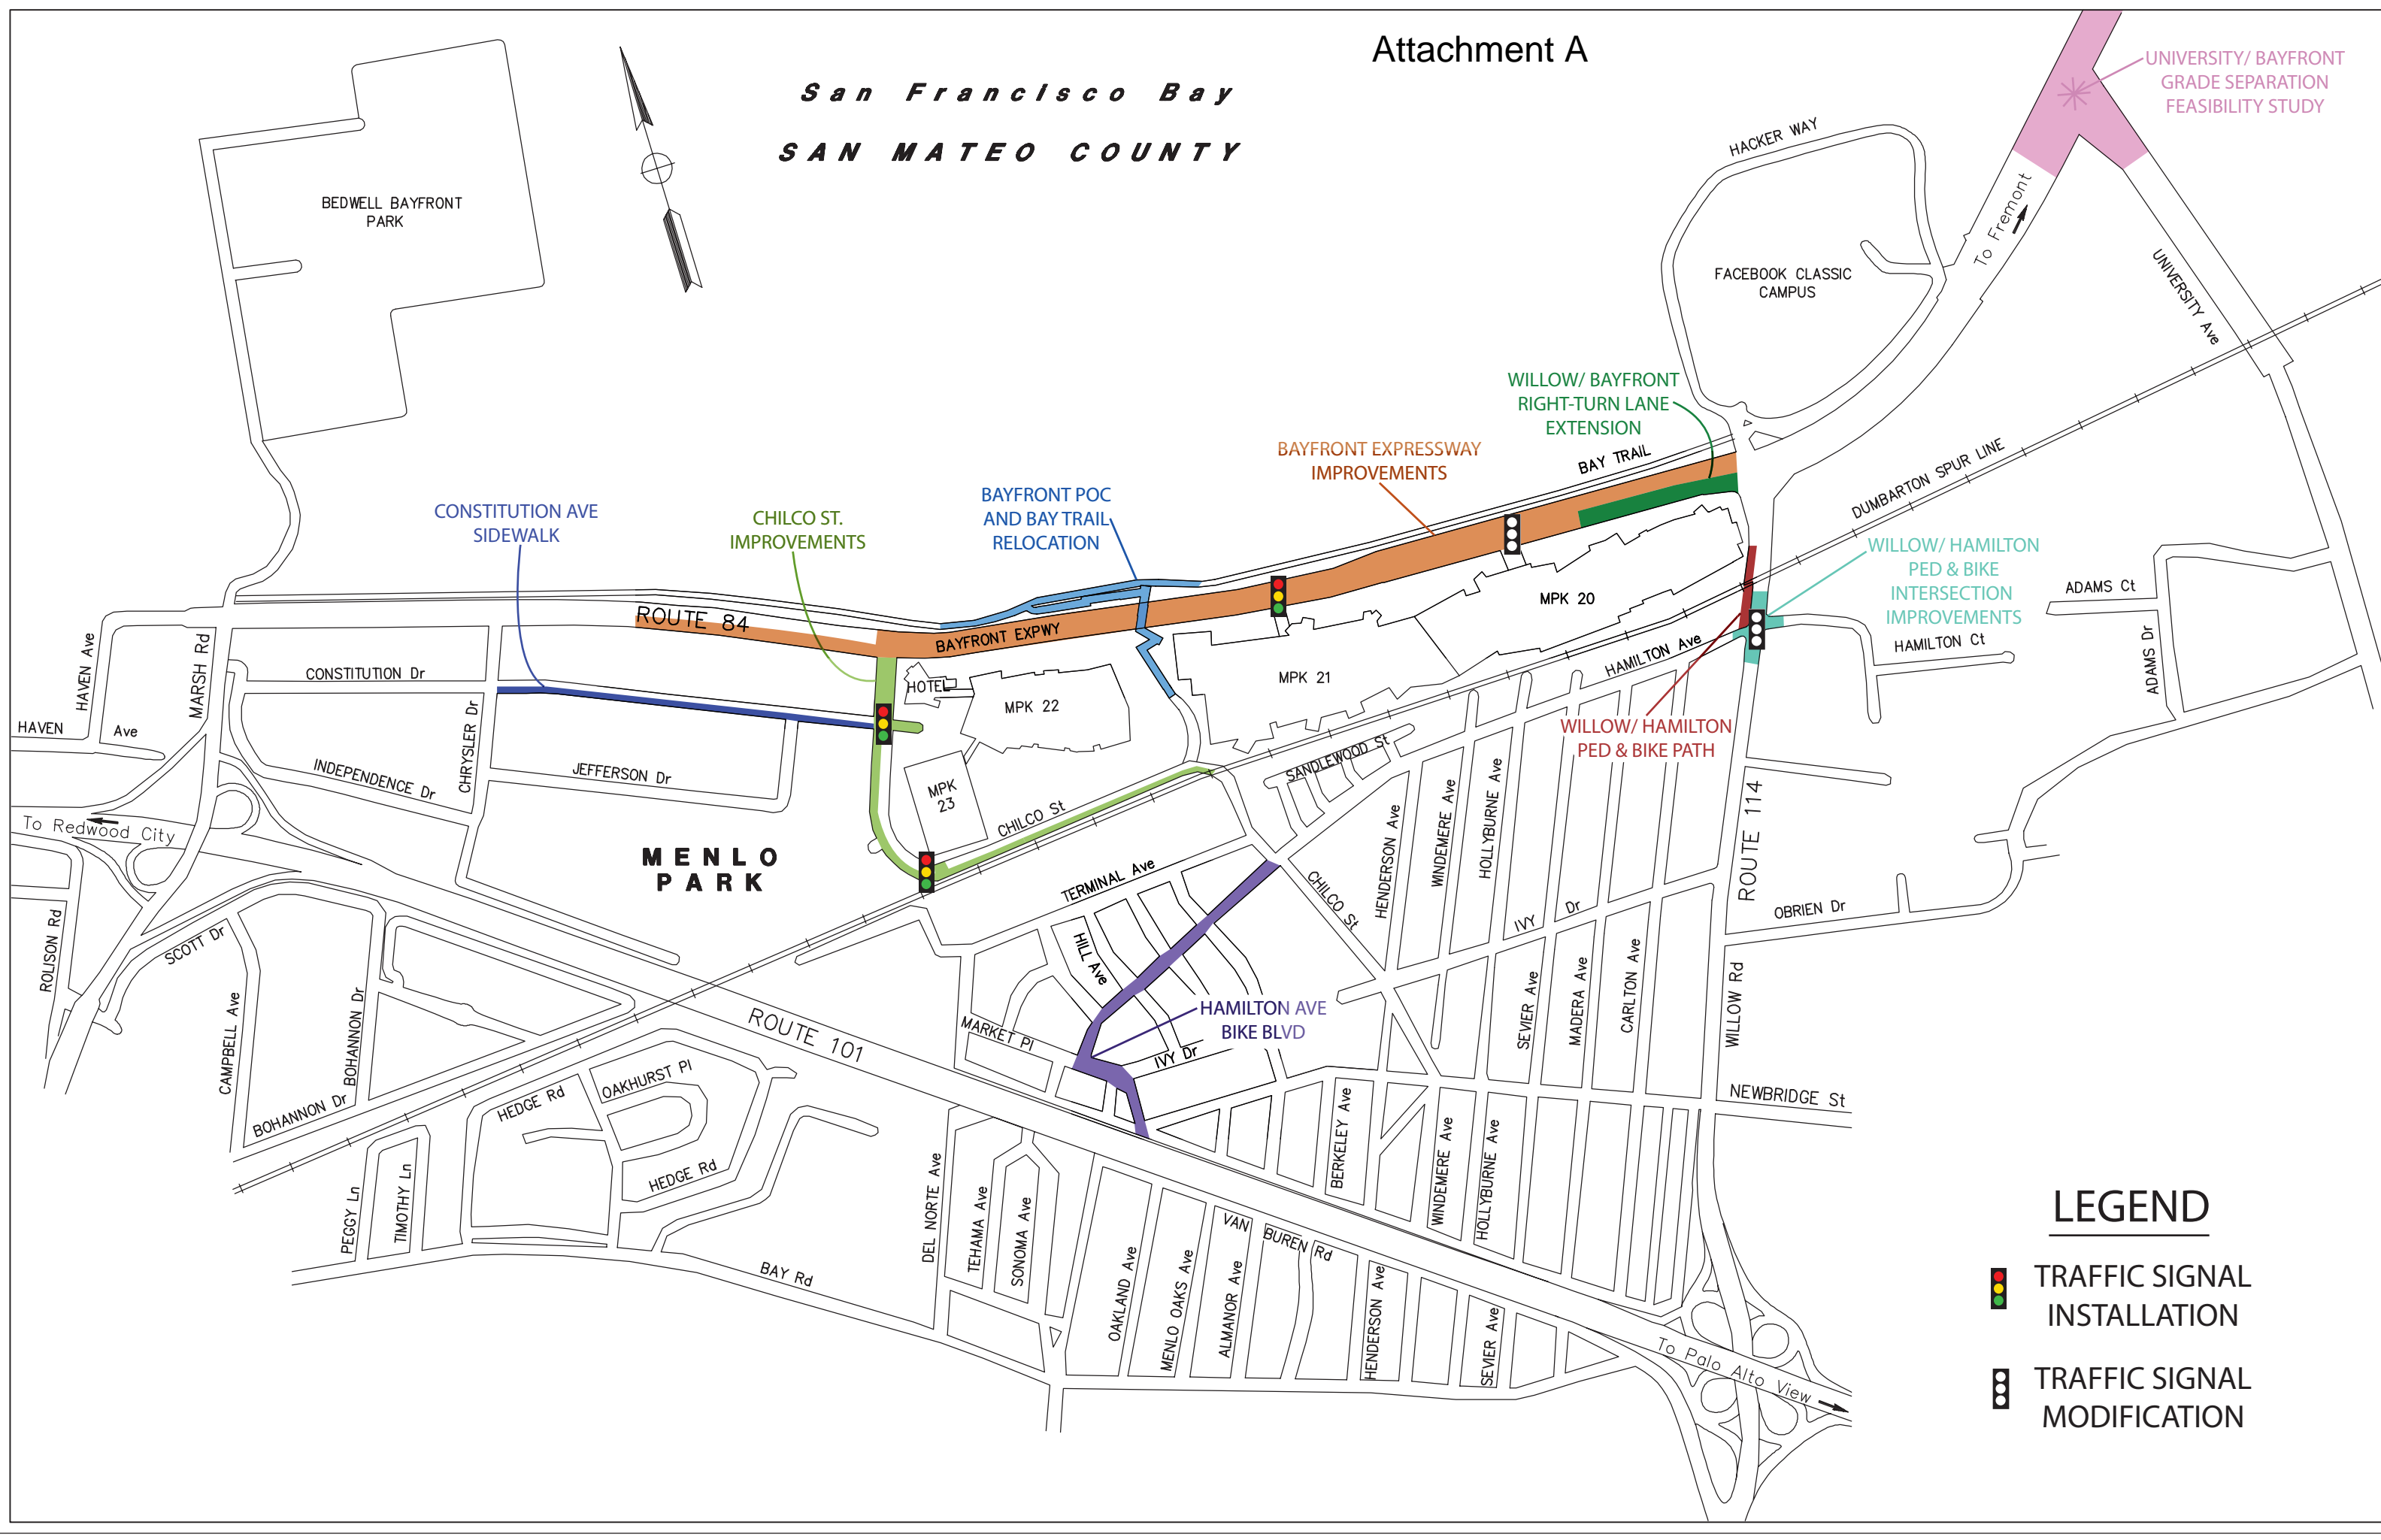 Attachment A
San Francisco Bay
SAN MATEO COUNTY
UNIVERSITY/ BAYFRONT
GRADE SEPARATION
FEASIBILITY STUDY
HACKER WAY
BEDWELL BAYFRONT
PARK
To Fremont
FACEBOOK CLASSIC
CAMPUS
UNIVERSITY Ave
WILLOW/ BAYFRONT
RIGHT-TURN LANE
EXTENSION
BAYFRONT EXPRESSWAY
IMPROVEMENTS
BAY TRAIL
DUMBARTON SPUR LINE
CONSTITUTION AVE
SIDEWALK
CHILCO ST.
IMPROVEMENTS
BAYFRONT POC
AND BAY TRAIL
RELOCATION
WILLOW/ HAMILTON
PED & BIKE
INTERSECTION
IMPROVEMENTS
ADAMS Ct
ROUTE 84
BAYFRONT EXPWY
MPK 20
HAMILTON Ave
HAMILTON Ct
ADAMS Dr
HAVEN Ave
MARSH Rd
CONSTITUTION Dr
HOTEL
MPK 22
MPK 21
HAVEN Ave
CHRYSLER Dr
WILLOW/ HAMILTON
PED & BIKE PATH
SANDLEWOOD St
INDEPENDENCE Dr
JEFFERSON Dr
MPK
23
CHILCO St
To Redwood City
MENLO
PARK
TERMINAL Ave
CHILCO St
HENDERSON Ave
WINDEMERE Ave
HOLLYBURNE Ave
ROUTE 114
IVY Dr
OBRIEN Dr
ROLISON Rd
SCOTT Dr
HILL Ave
CAMPBELL Ave
BOHANNON Dr
SEVIER Ave
MADERA Ave
CARLTON Ave
WILLOW Rd
ROUTE 101
MARKET Pl
HAMILTON AVE
BIKE BLVD
IVY Dr
BOHANNON Dr
HEDGE Rd
OAKHURST Pl
NEWBRIDGE St
HEDGE Rd
BERKELEY Ave
WINDEMERE Ave
HOLLYBURNE Ave
PEGGY Ln
TIMOTHY Ln
DEL NORTE Ave
TEHAMA Ave
SONOMA Ave
VAN BUREN Rd
BAY Rd
OAKLAND Ave
MENLO OAKS Ave
ALMANOR Ave
HENDERSON Ave
SEVIER Ave
To Palo Alto View
LEGEND
TRAFFIC SIGNAL
INSTALLATION
TRAFFIC SIGNAL
MODIFICATION